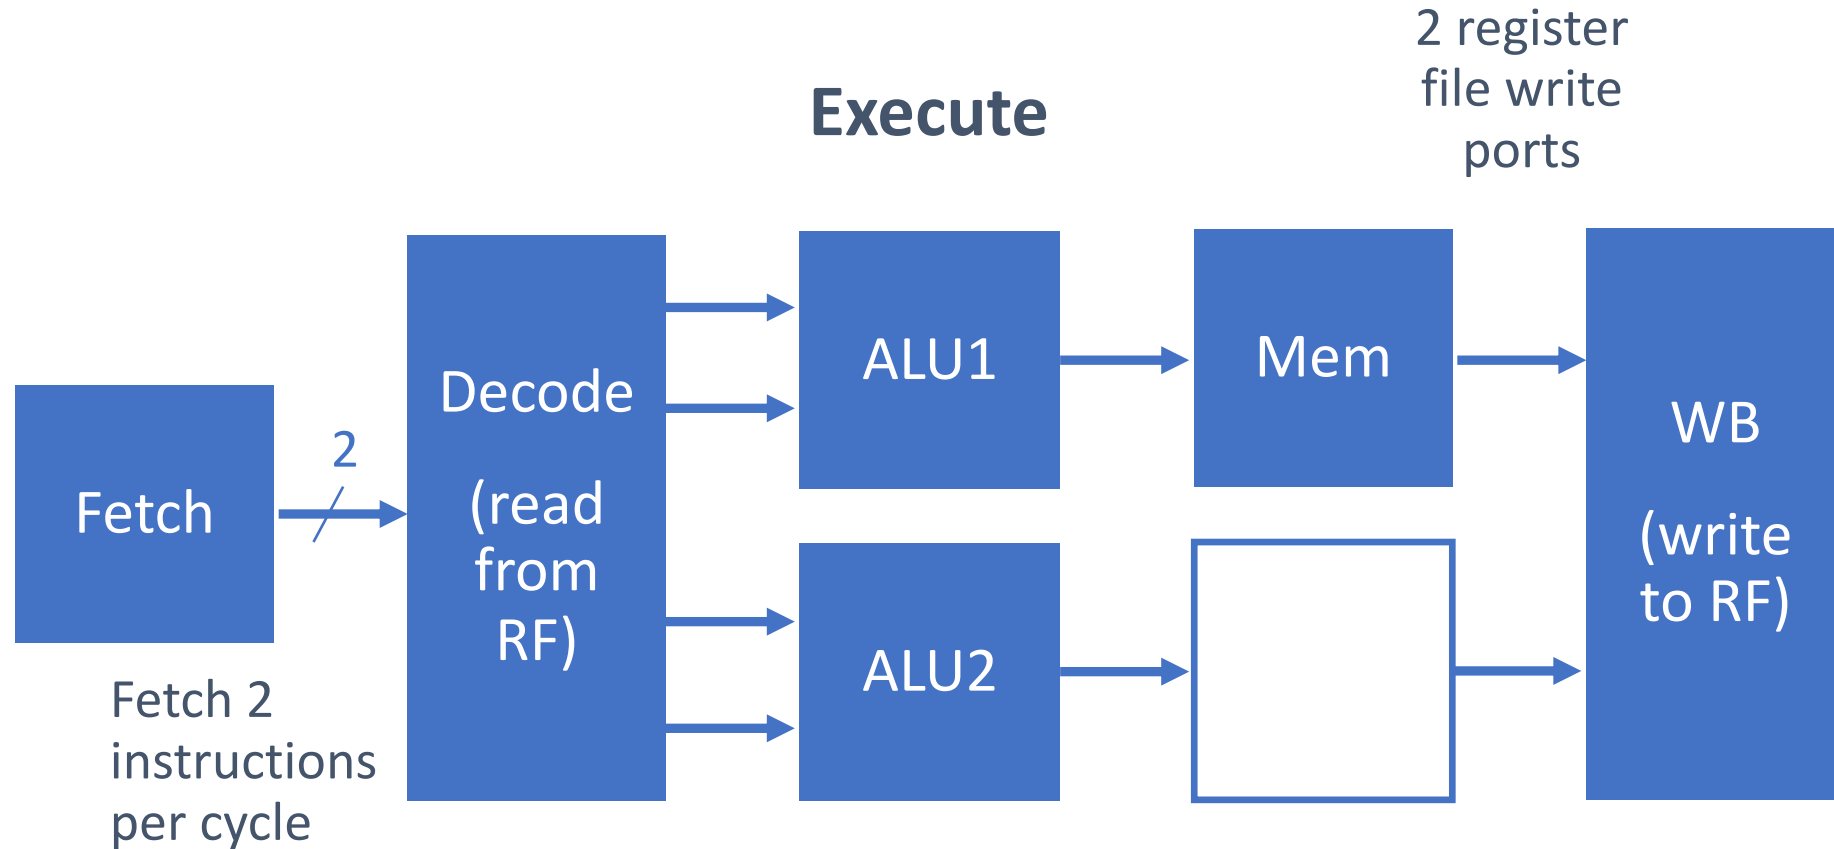 2 register
file write
ports
Execute
Fetch
2
Decode
(read
from
RF)
ALU1
ALU2
Mem
WB
(write
to RF)
Fetch 2
instructions
per cycle